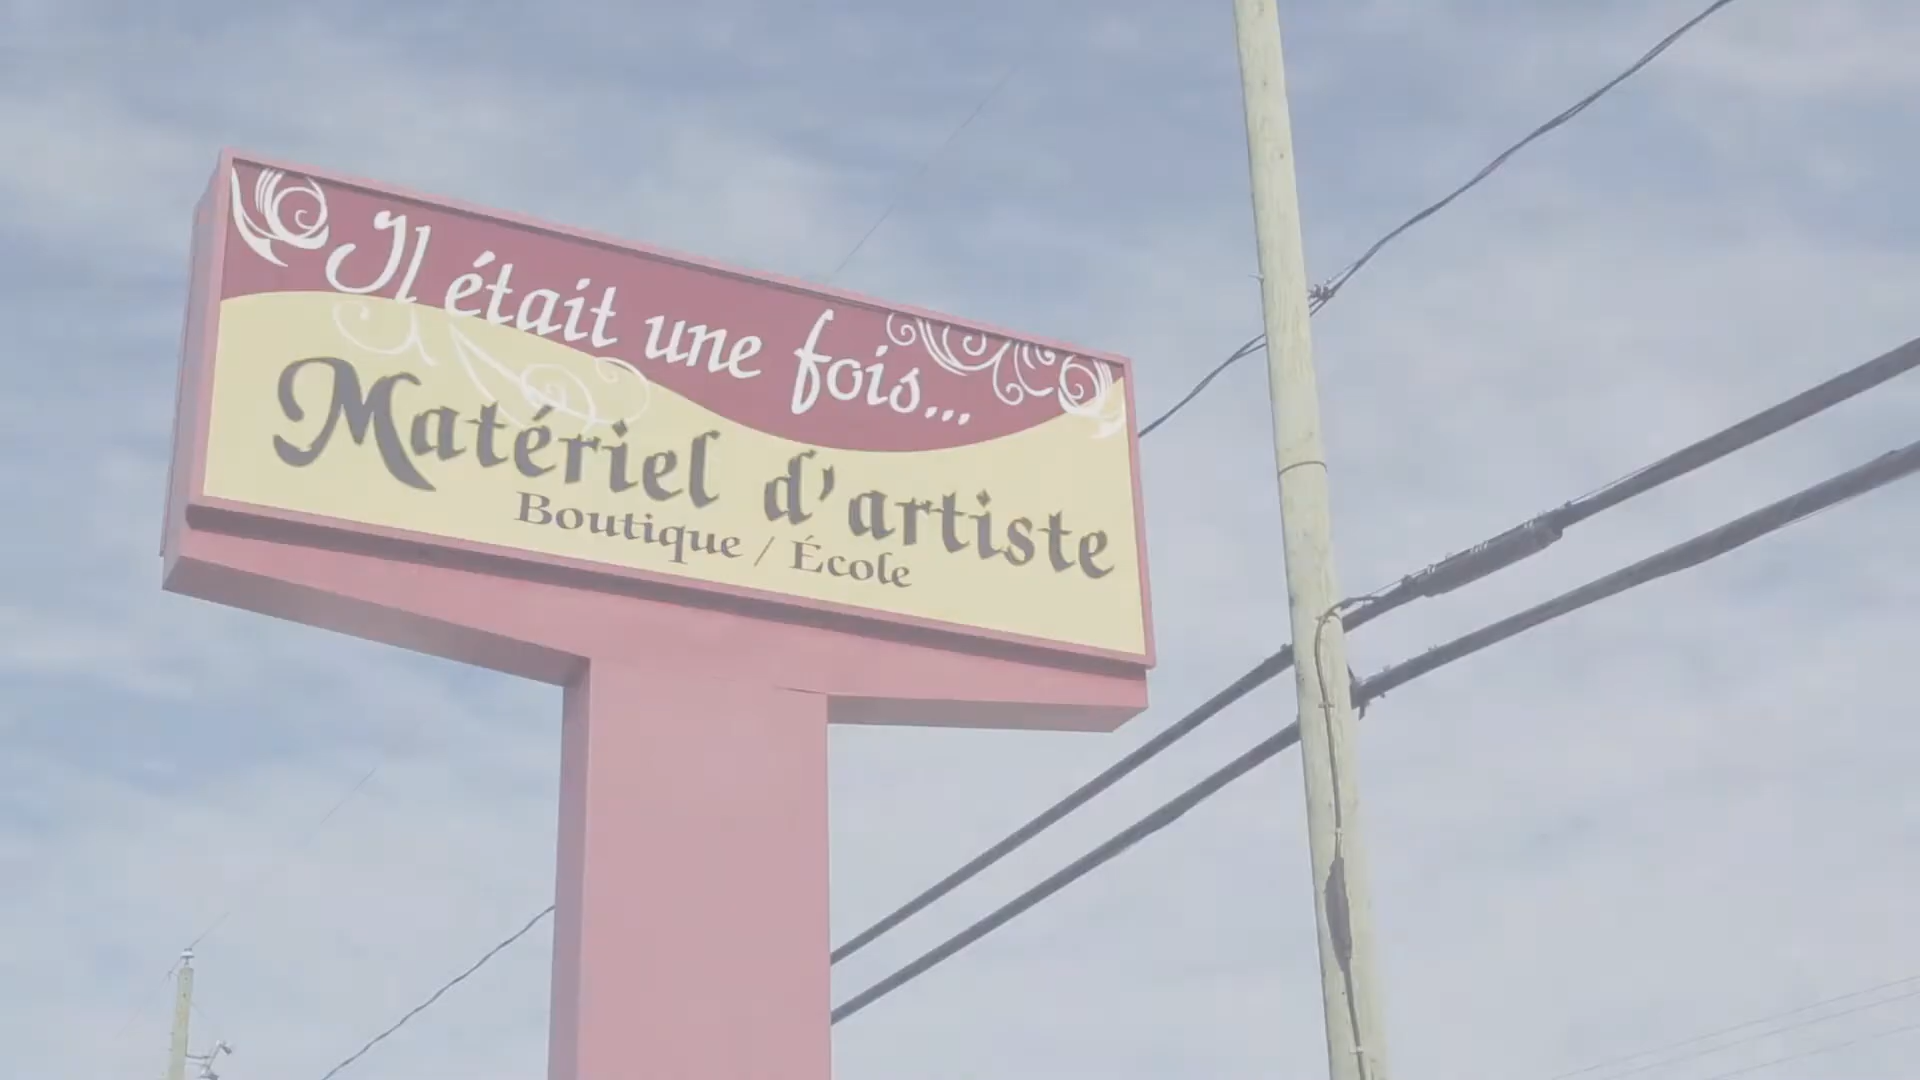 Il était une fois...
Matériel d'artiste
Boutique / École